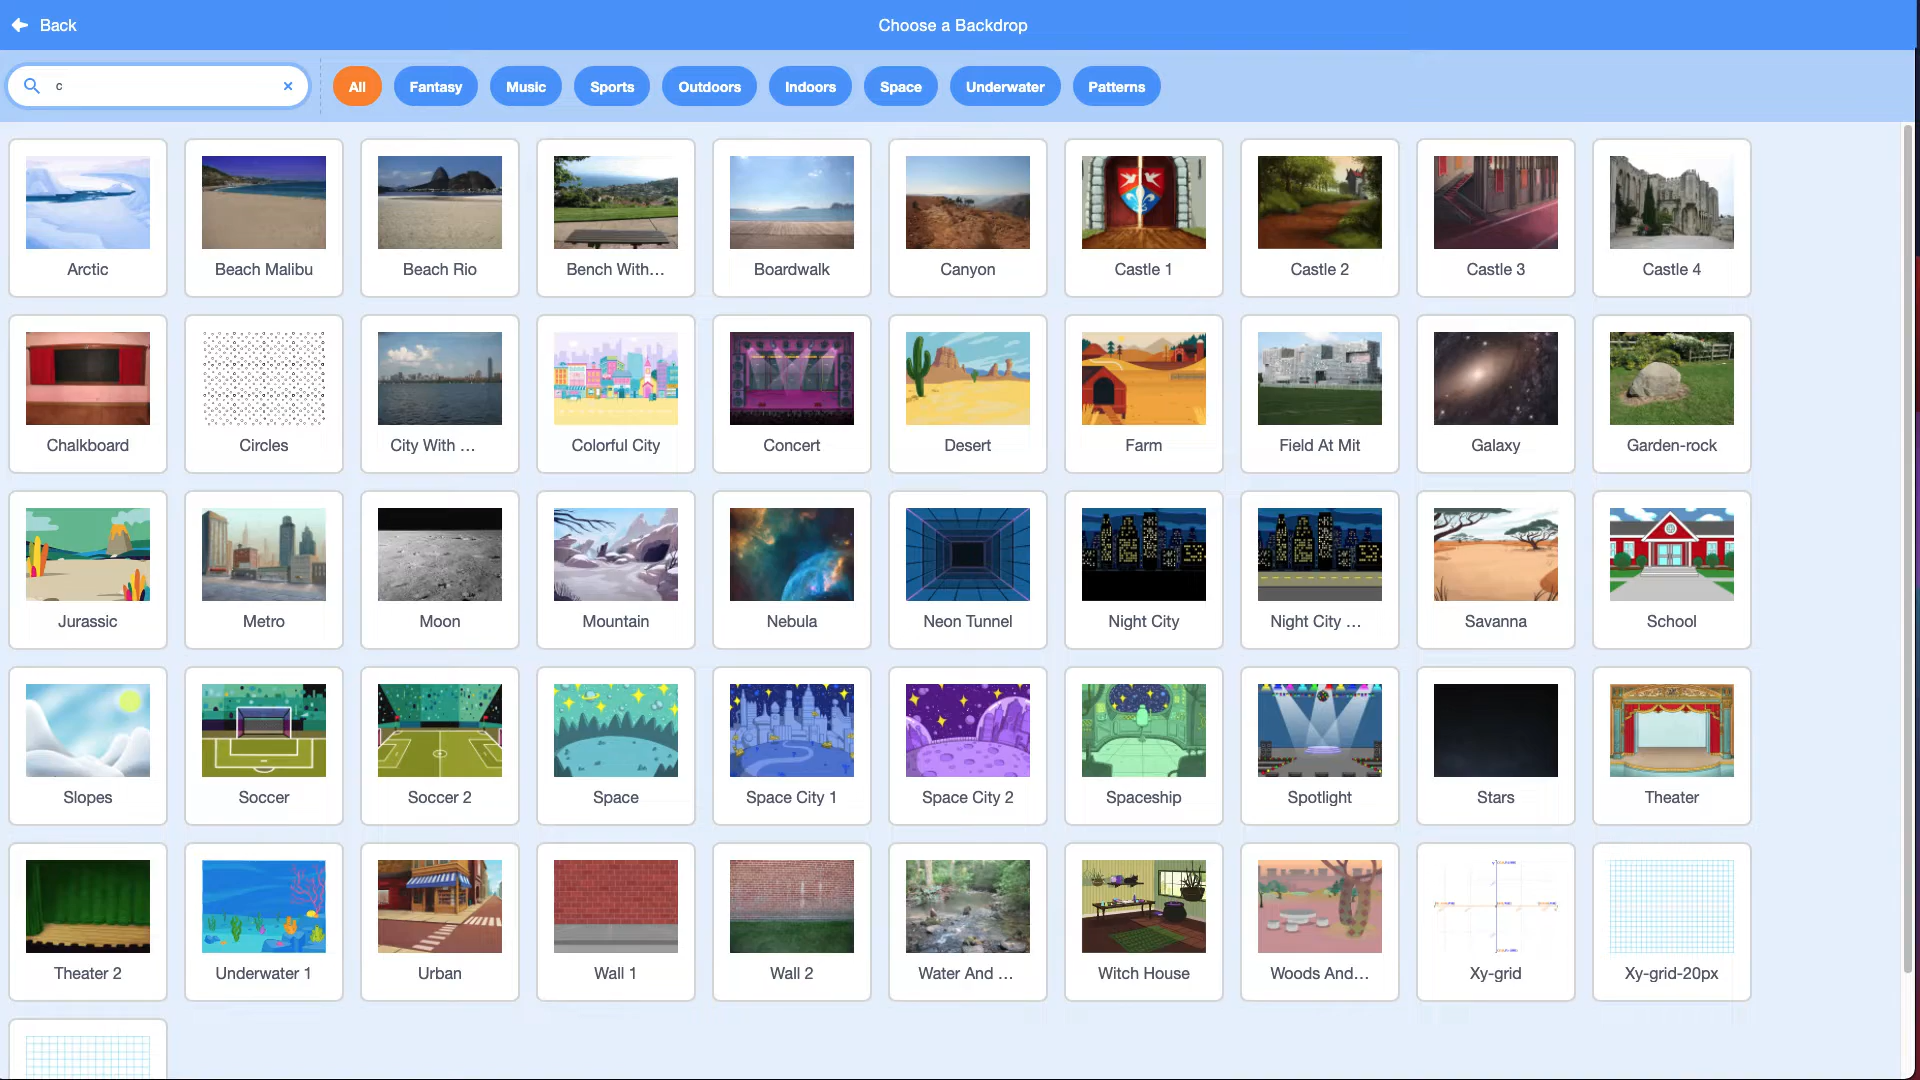 Back
Choose a Backdrop
c
All
Fantasy
Music
Sports
Outdoors
Indoors
Space
Underwater
Patterns
Arctic
Beach Malibu
Beach Rio
Bench With...
Boardwalk
Canyon
Castle 1
Castle 2
Castle 3
Castle 4
Chalkboard
Circles
City With ...
Colorful City
Concert
Desert
Farm
Field At Mit
Galaxy
Garden-rock
Jurassic
Metro
Moon
Mountain
Nebula
Neon Tunnel
Night City
Night City ...
Savanna
School
Slopes
Soccer
Soccer 2
Space
Space City 1
Space City 2
Spaceship
Spotlight
Stars
Theater
Theater 2
Underwater 1
Urban
Wall 1
Wall 2
Water And ...
Witch House
Woods And...
Xy-grid
Xy-grid-20px